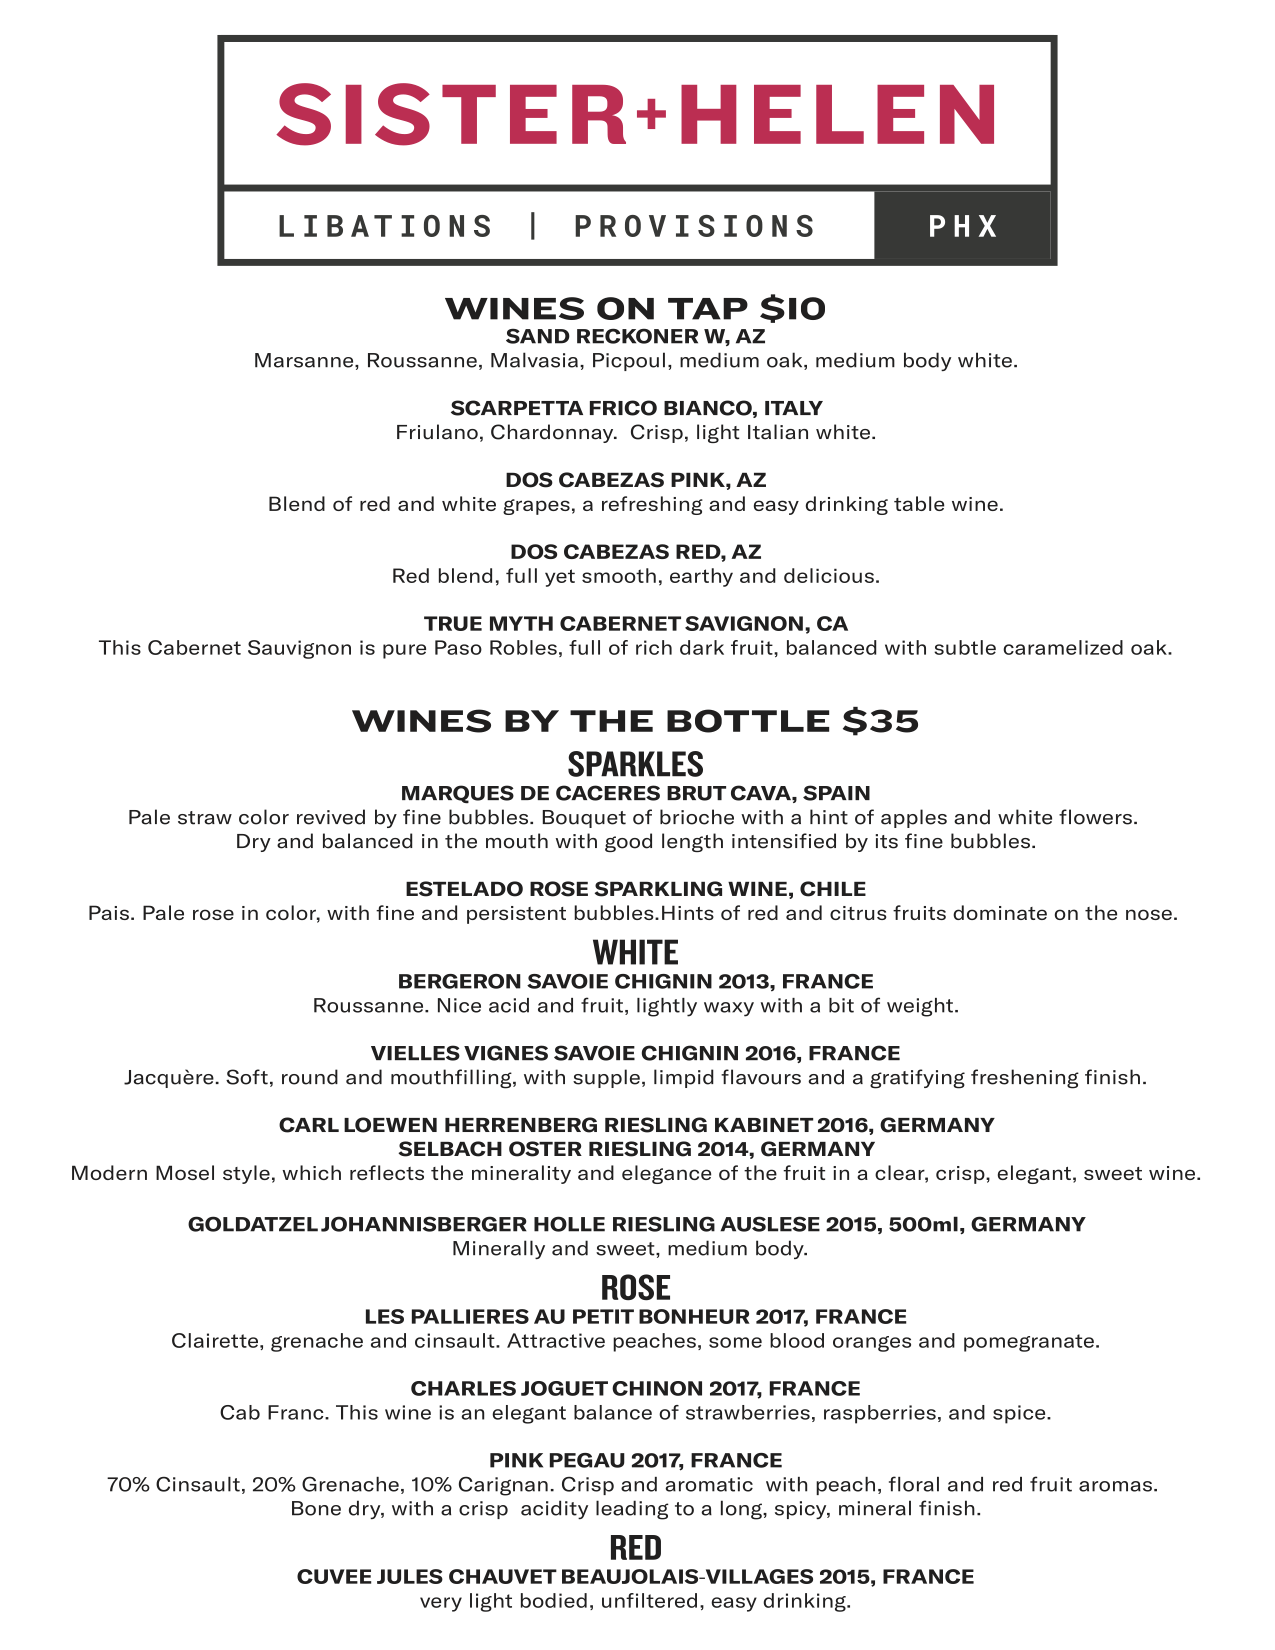 SISTER+HELEN
LIBATIONS | PROVISIONS PHX
WINES ON TAP $10
SAND RECKONER W, AZ
Marsanne, Roussanne, Malvasia, Picpoul, medium oak, medium body white.
SCARPETTA FRICO BIANCO, ITALY
Friulano, Chardonnay. Crisp, light Italian white.
DOS CABEZAS PINK, AZ
Blend of red and white grapes, a refreshing and easy drinking table wine.
DOS CABEZAS RED, AZ
Red blend, full yet smooth, earthy and delicious.
TRUE MYTH CABERNET SAVIGNON, CA
This Cabernet Sauvignon is pure Paso Robles, full of rich dark fruit, balanced with subtle caramelized oak.
WINES BY THE BOTTLE $35
SPARKLES
MARQUES DE CACERES BRUT CAVA, SPAIN
Pale straw color revived by fine bubbles. Bouquet of brioche with a hint of apples and white flowers.
Dry and balanced in the mouth with good length intensified by its fine bubbles.
ESTELADO ROSE SPARKLING WINE, CHILE
Pais. Pale rose in color, with fine and persistent bubbles.Hints of red and citrus fruits dominate on the nose.
WHITE
BERGERON SAVOIE CHIGNIN 2013, FRANCE
Roussanne. Nice acid and fruit, lightly waxy with a bit of weight.
VIELLES VIGNES SAVOIE CHIGNIN 2016, FRANCE
Jacquère. Soft, round and mouthfilling, with supple, limpid flavours and a gratifying freshening finish.
CARL LOEWEN HERRENBERG RIESLING KABINET 2016, GERMANY
SELBACH OSTER RIESLING 2014, GERMANY
Modern Mosel style, which reflects the minerality and elegance of the fruit in a clear, crisp, elegant, sweet wine.
GOLDATZEL JOHANNISBERGER HOLLE RIESLING AUSLESE 2015, 500ml, GERMANY
Minerally and sweet, medium body.
ROSE
LES PALLIERES AU PETIT BONHEUR 2017, FRANCE
Clairette, grenache and cinsault. Attractive peaches, some blood oranges and pomegranate.
CHARLES JOGUET CHINON 2017, FRANCE
Cab Franc. This wine is an elegant balance of strawberries, raspberries, and spice.
PINK PEGAU 2017, FRANCE
70% Cinsault, 20% Grenache, 10% Carignan. Crisp and aromatic with peach, floral and red fruit aromas.
Bone dry, with a crisp acidity leading to a long, spicy, mineral finish.
RED
CUVEE JULES CHAUVET BEAUJOLAIS-VILLAGES 2015, FRANCE
very light bodied, unfiltered, easy drinking.